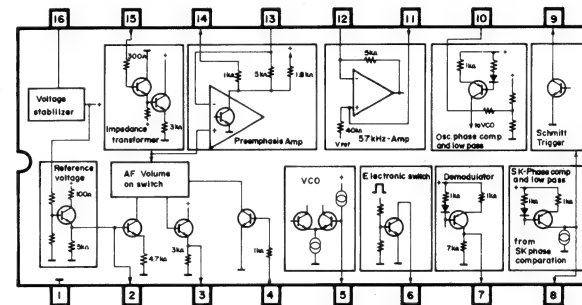 16
15
14
13
12
11
10
9
300Ω
1kΩ
5kΩ
1.8kΩ
5kΩ
1kΩ
Voltage
stabilizer
Impedance
transformer
3kΩ
Preemphasis Amp
40kΩ
Vref
57kHz-Amp
to VCO
Osc. phase comp
and low pass
Schmitt
Trigger
Reference
voltage
100Ω
5kΩ
AF Volume
on switch
4.7kΩ
3kΩ
1kΩ
VCO
Electronic switch
Demodulator
1kΩ
1kΩ
7kΩ
SK-Phase comp
and low pass
1kΩ
1kΩ
from
SK phase
comparation
1
2
3
4
5
6
7
8